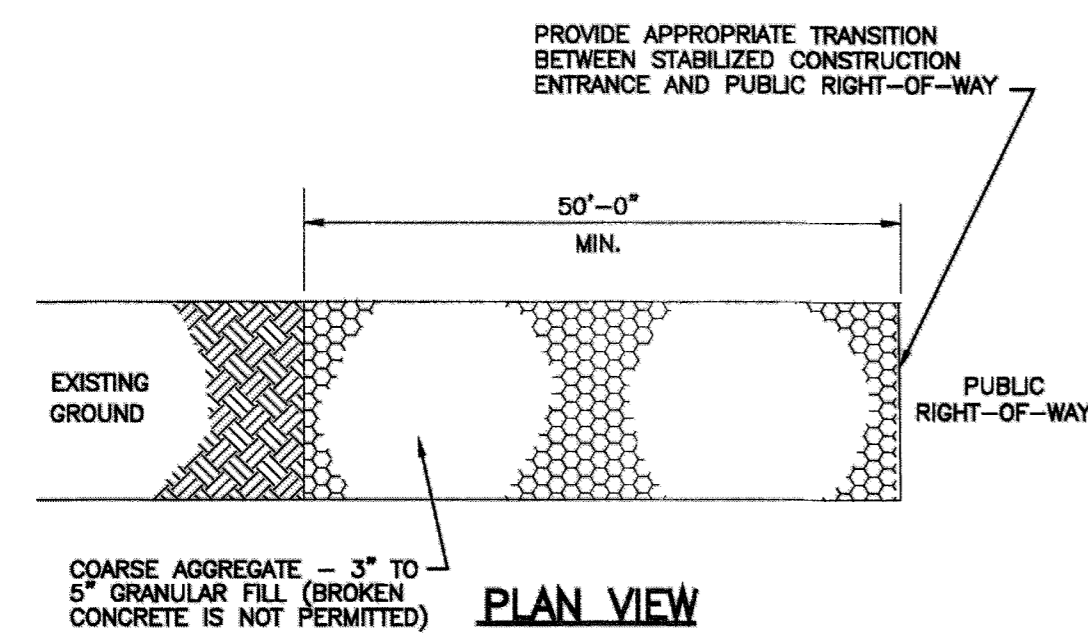 PROVIDE APPROPRIATE TRANSITION
BETWEEN STABILIZED CONSTRUCTION
ENTRANCE AND PUBLIC RIGHT-OF-WAY
50'-0"
MIN.
EXISTING
GROUND
PUBLIC
RIGHT-OF-WAY
COARSE AGGREGATE - 3" TO
5" GRANULAR FILL (BROKEN
CONCRETE IS NOT PERMITTED)
PLAN VIEW